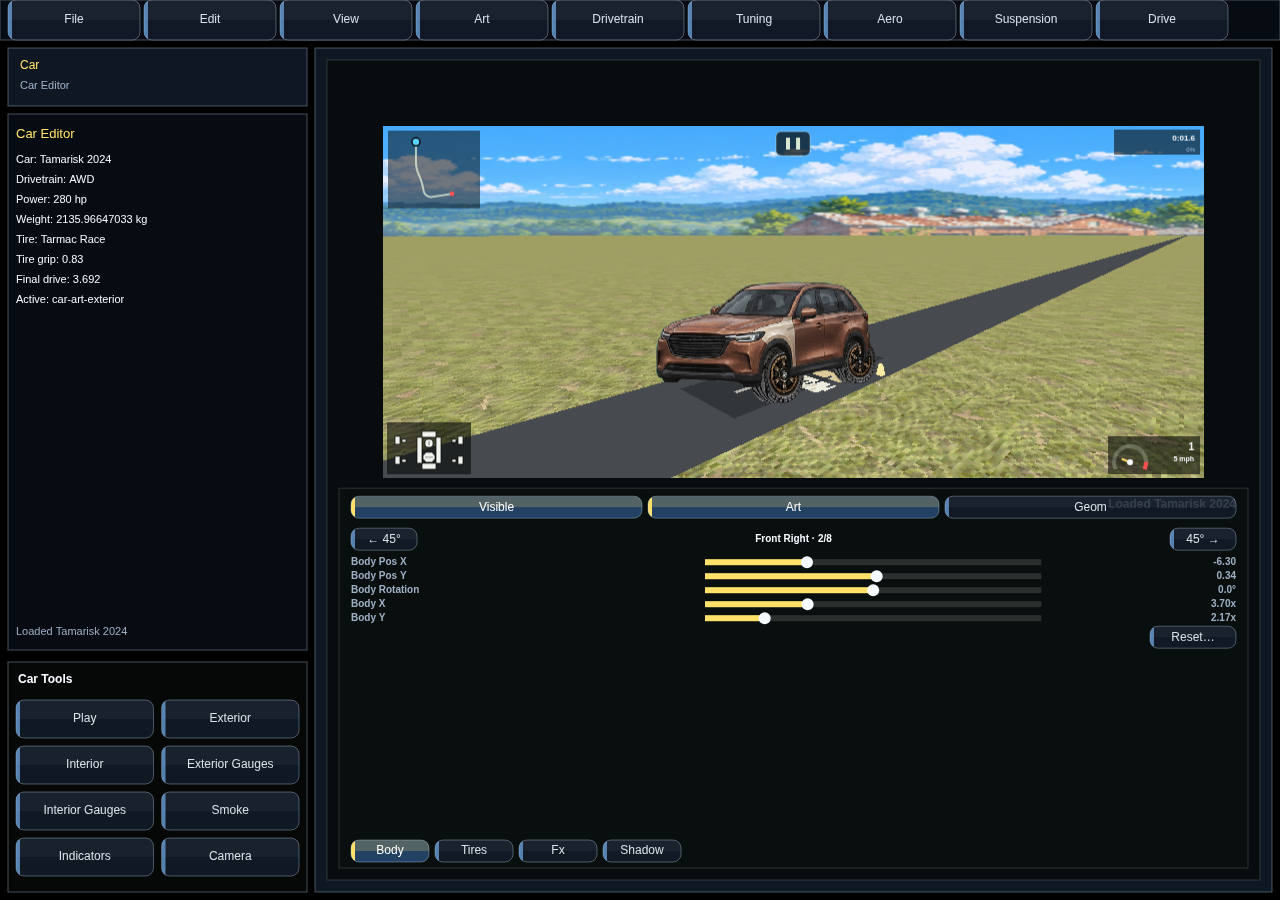 File Edit View Art Drivetrain Tuning Aero Suspension Drive
Car
Car Editor
Car Editor
Car: Tamarisk 2024
Drivetrain: AWD
Power: 280 hp
Weight: 2135.96647033 kg
Tire: Tarmac Race
Tire grip: 0.83
Final drive: 3.692
Active: car-art-exterior
Loaded Tamarisk 2024
Car Tools
Play Exterior
Interior Exterior Gauges
Interior Gauges Smoke
Indicators Camera
0:01.6
0%
1
5 mph
Visible Art Geom Loaded Tamarisk 2024
← 45° Front Right · 2/8 45° →
Body Pos X -6.30
Body Pos Y 0.34
Body Rotation 0.0°
Body X 3.70x
Body Y 2.17x
Reset...
Body Tires Fx Shadow